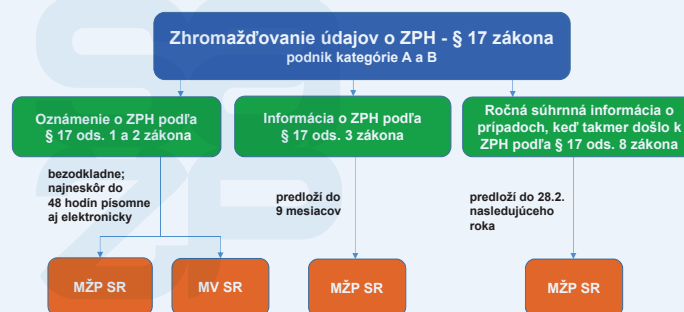 Zhromažďovanie údajov o ZPH - § 17 zákona
podnik kategórie A a B
Oznámenie o ZPH podľa
§ 17 ods. 1 a 2 zákona
Informácia o ZPH podľa
§ 17 ods. 3 zákona
Ročná súhrnná informácia o
prípadoch, keď takmer došlo k
ZPH podľa § 17 ods. 8 zákona
bezodkladne;
najneskôr do
48 hodín písomne
aj elektronicky
predloží do
9 mesiacov
predloží do 28.2.
nasledujúceho
roka
MŽP SR
MV SR
MŽP SR
MŽP SR